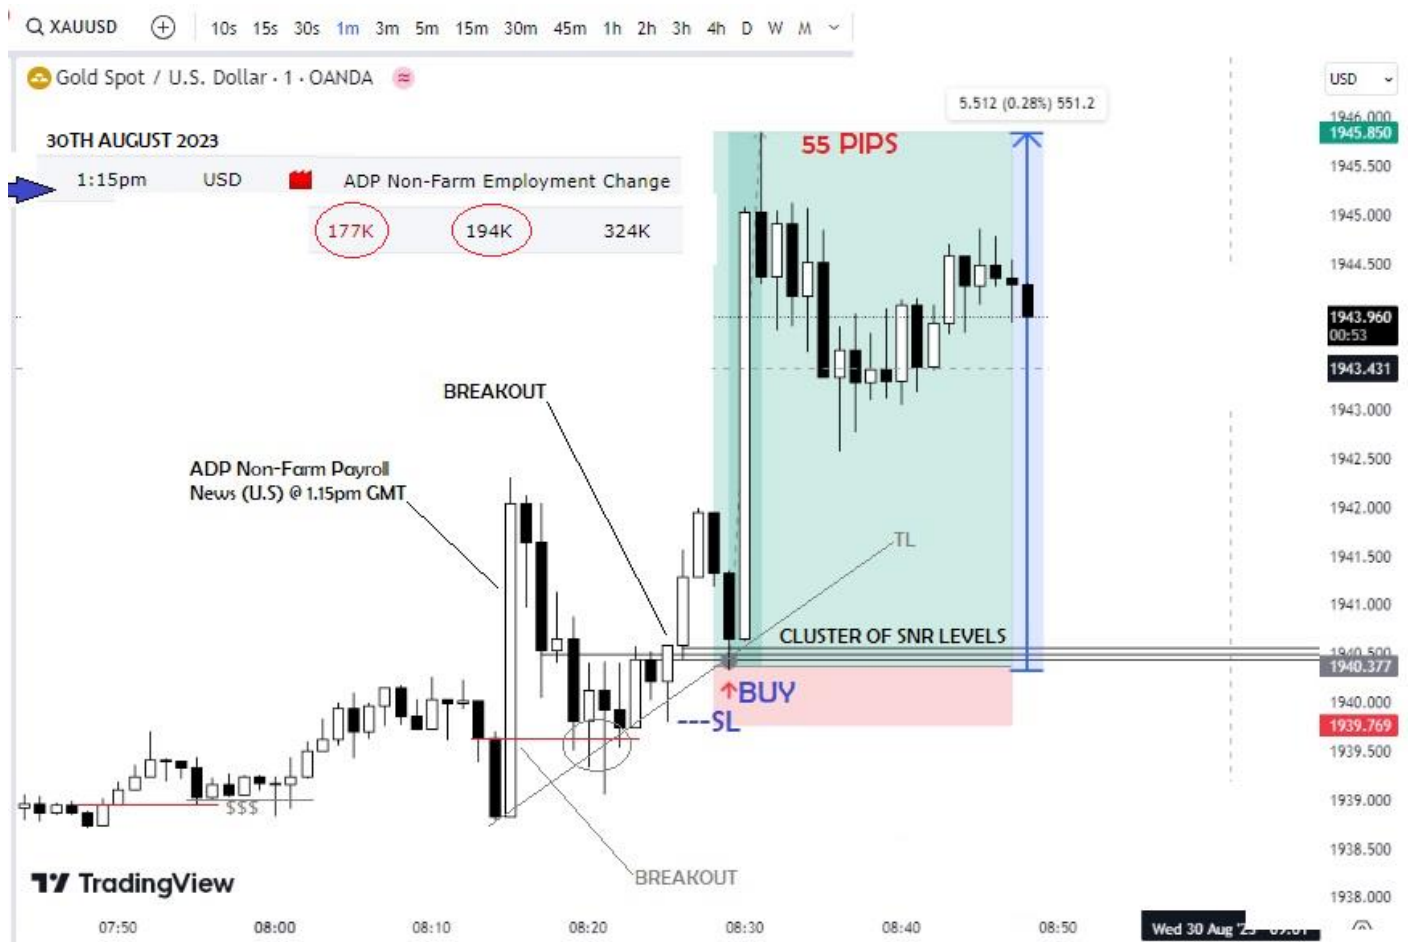 XAUUSD 10s 15s 30s 1m 3m 5m 15m 30m 45m 1h 2h 3h 4h D W M
Gold Spot / U.S. Dollar · 1 · OANDA
USD
5.512 (0.28%) 551.2
1946.000
1945.850
30TH AUGUST 2023
55 PIPS
1945.500
1:15pm USD ADP Non-Farm Employment Change
177K 194K 324K
1945.000
1944.500
1943.960
00:53
1943.431
BREAKOUT
1943.000
ADP Non-Farm Payroll
News (U.S) @ 1.15pm GMT
1942.500
1942.000
TL
1941.500
1941.000
CLUSTER OF SNR LEVELS
1940.500
1940.377
BUY
1940.000
---SL
1939.769
1939.500
$$$
1939.000
1938.500
BREAKOUT
TradingView
1938.000
07:50 08:00 08:10 08:20 08:30 08:40 08:50 Wed 30 Aug